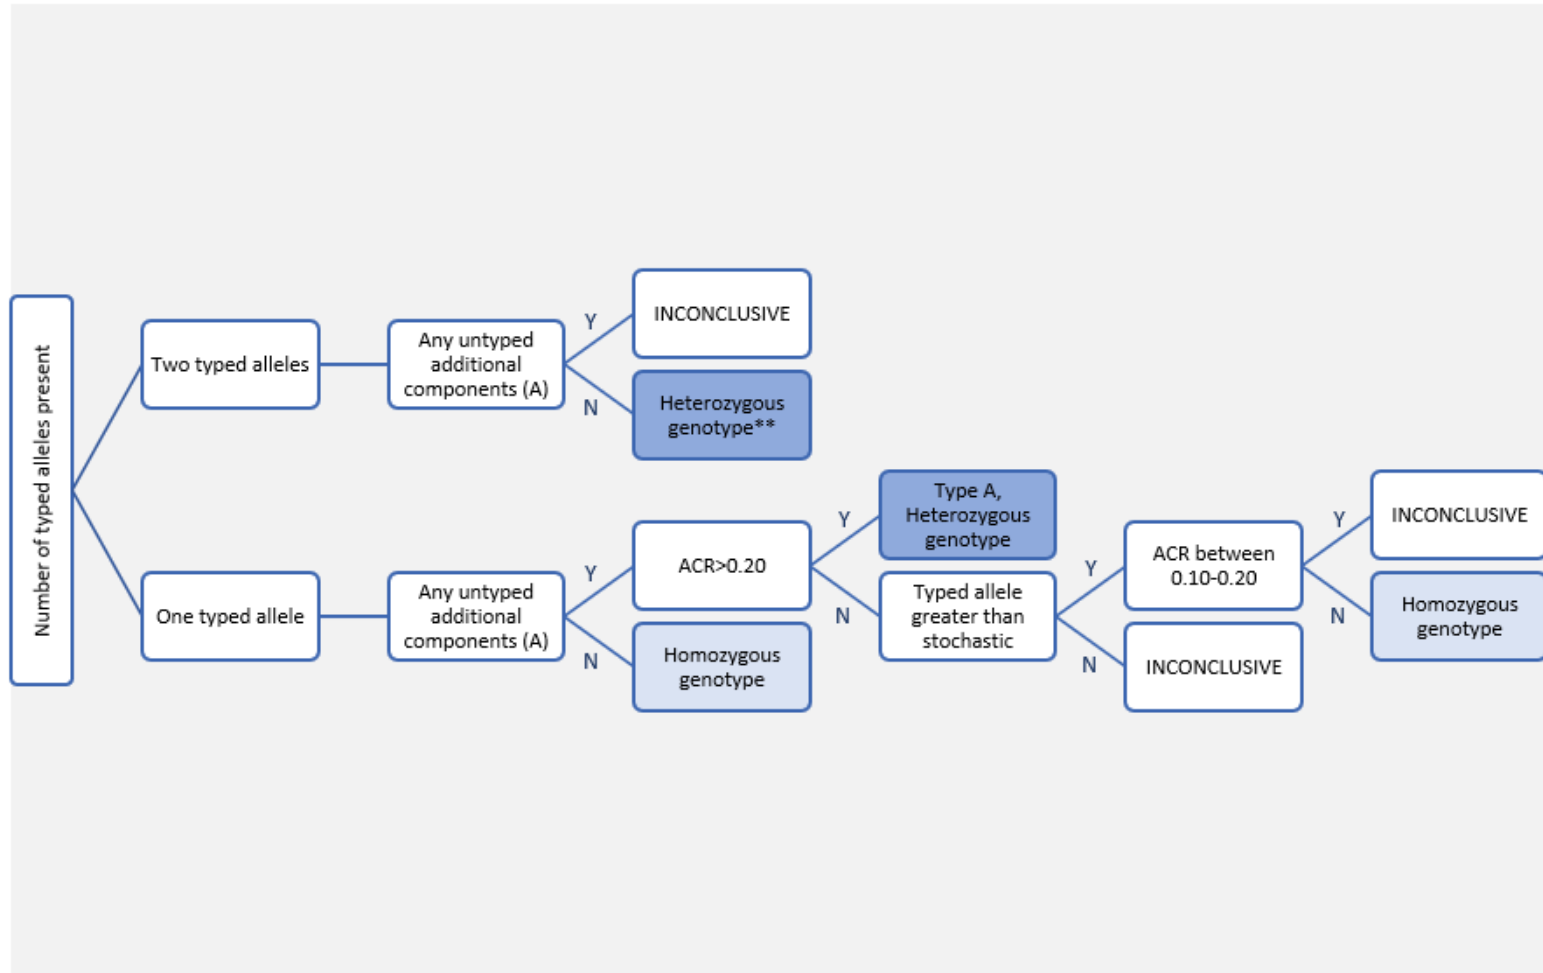 Number of typed alleles present
Two typed alleles
Any untyped
additional
components (A)
Y
INCONCLUSIVE
N
Heterozygous
genotype**
One typed allele
Any untyped
additional
components (A)
Y
ACR>0.20
N
Homozygous
genotype
Y
Type A,
Heterozygous
genotype
N
Typed allele
greater than
stochastic
Y
ACR between
0.10-0.20
N
INCONCLUSIVE
Y
INCONCLUSIVE
N
Homozygous
genotype